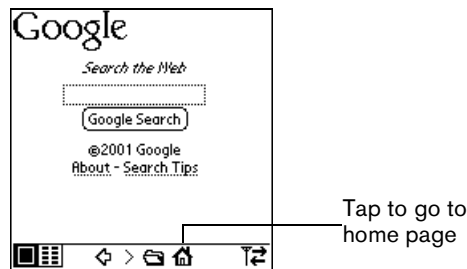 Google
Search the Web
Google Search
©2001 Google
About - Search Tips
Tap to go to
home page